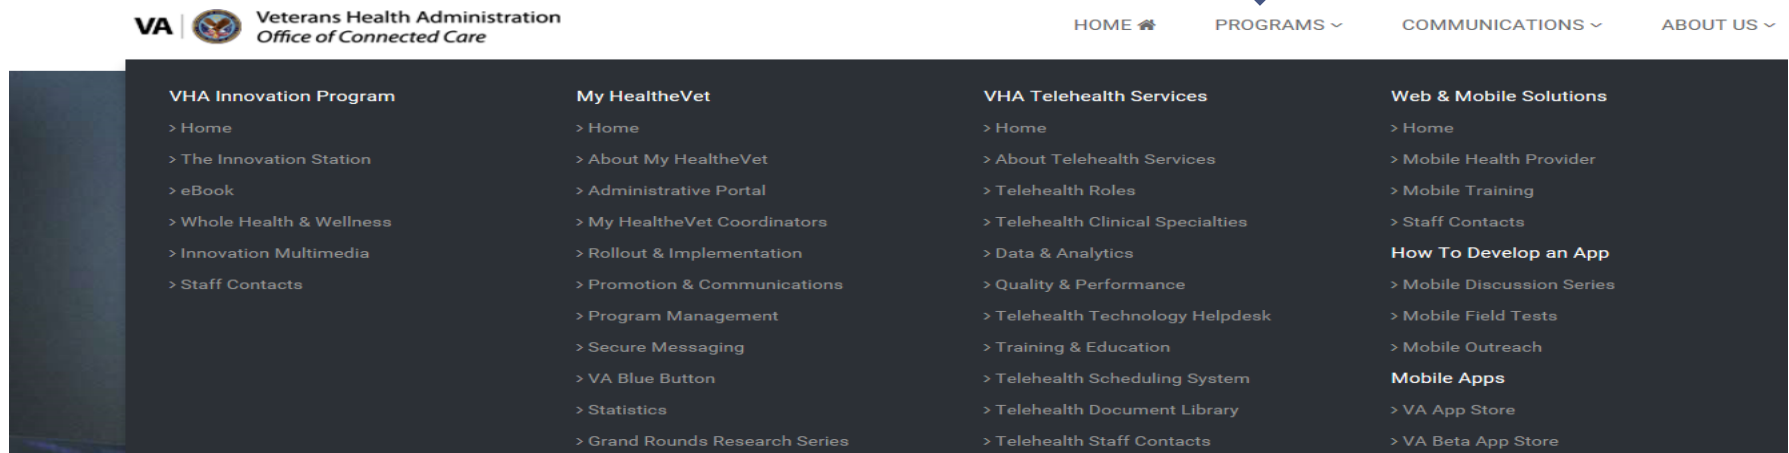 VA
Veterans Health Administration
Office of Connected Care
HOME
PROGRAMS
COMMUNICATIONS
ABOUT US
VHA Innovation Program
> Home
> The Innovation Station
> eBook
> Whole Health & Wellness
> Innovation Multimedia
> Staff Contacts
My HealtheVet
> Home
> About My HealtheVet
> Administrative Portal
> My HealtheVet Coordinators
> Rollout & Implementation
> Promotion & Communications
> Program Management
> Secure Messaging
> VA Blue Button
> Statistics
> Grand Rounds Research Series
VHA Telehealth Services
> Home
> About Telehealth Services
> Telehealth Roles
> Telehealth Clinical Specialties
> Data & Analytics
> Quality & Performance
> Telehealth Technology Helpdesk
> Training & Education
> Telehealth Scheduling System
> Telehealth Document Library
> Telehealth Staff Contacts
Web & Mobile Solutions
> Home
> Mobile Health Provider
> Mobile Training
> Staff Contacts
How To Develop an App
> Mobile Discussion Series
> Mobile Field Tests
> Mobile Outreach
Mobile Apps
> VA App Store
> VA Beta App Store